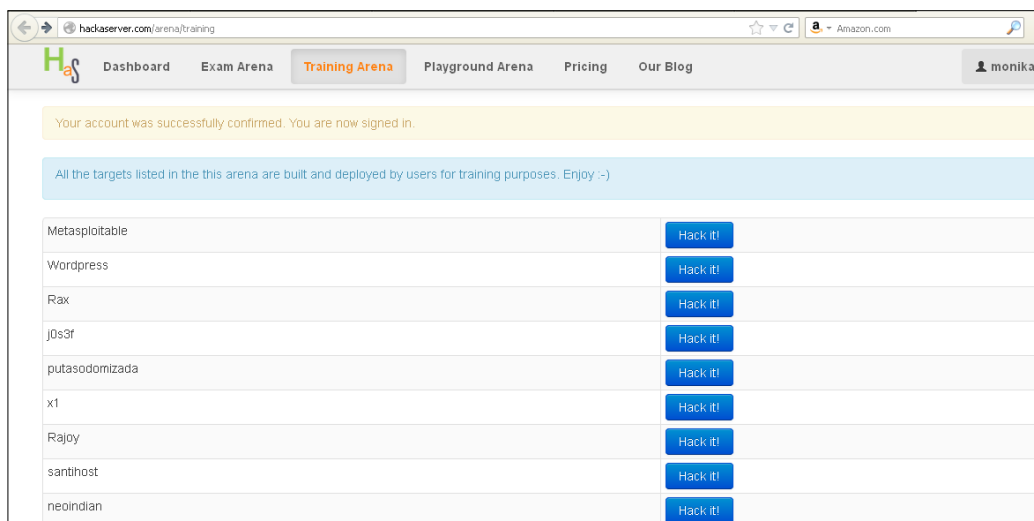 hackaserver.com/arena/training
a Amazon.com
HaS Dashboard Exam Arena Training Arena Playground Arena Pricing Our Blog monika
Your account was successfully confirmed. You are now signed in.
All the targets listed in the this arena are built and deployed by users for training purposes. Enjoy :-)
Metasploitable Hack it!
Wordpress Hack it!
Rax Hack it!
j0s3f Hack it!
putasodomizada Hack it!
x1 Hack it!
Rajoy Hack it!
santihost Hack it!
neoindian Hack it!